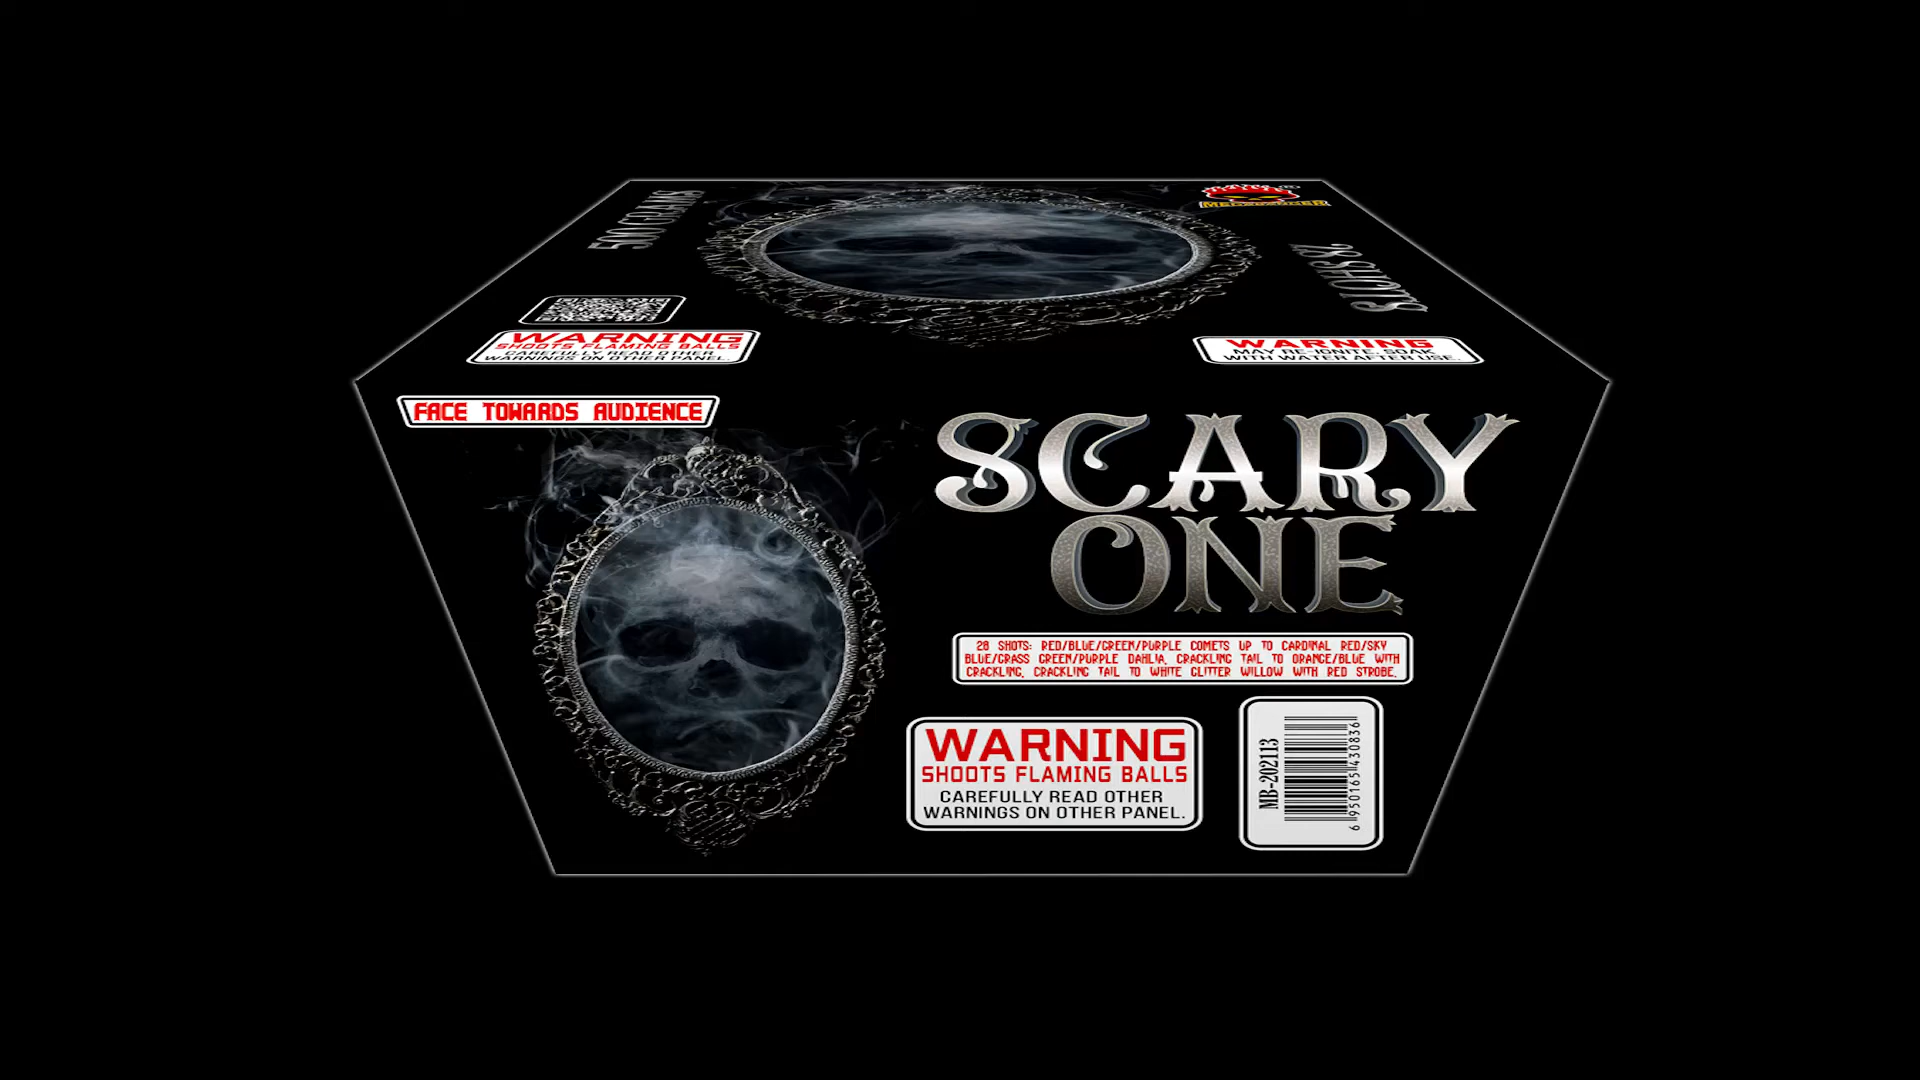 500 GRAMS
28 SHOTS
WARNING
SHOOTS FLAMING BALLS
CAREFULLY READ OTHER
WARNINGS ON OTHER PANEL.
WARNING
MAY RE-IGNITE. SOAK
WITH WATER AFTER USE.
FACE TOWARDS AUDIENCE
SCARY
ONE
28 SHOTS: RED/BLUE/GREEN/PURPLE COMETS UP TO CARDINAL RED/SKY
BLUE/GRASS GREEN/PURPLE DAHLIA, CRACKLING TAIL TO ORANGE/BLUE WITH
CRACKLING, CRACKLING TAIL TO WHITE GLITTER WILLOW WITH RED STROBE.
WARNING
SHOOTS FLAMING BALLS
CAREFULLY READ OTHER
WARNINGS ON OTHER PANEL.
MB-202113
6 950165 430836